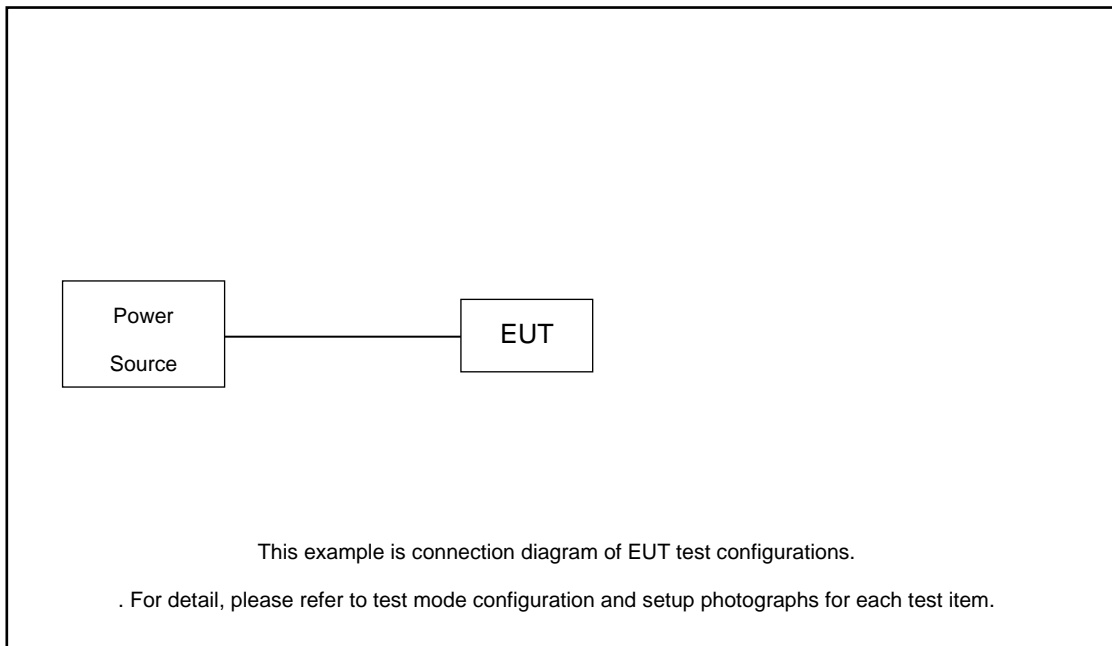 Power
Source
EUT
This example is connection diagram of EUT test configurations.
. For detail, please refer to test mode configuration and setup photographs for each test item.